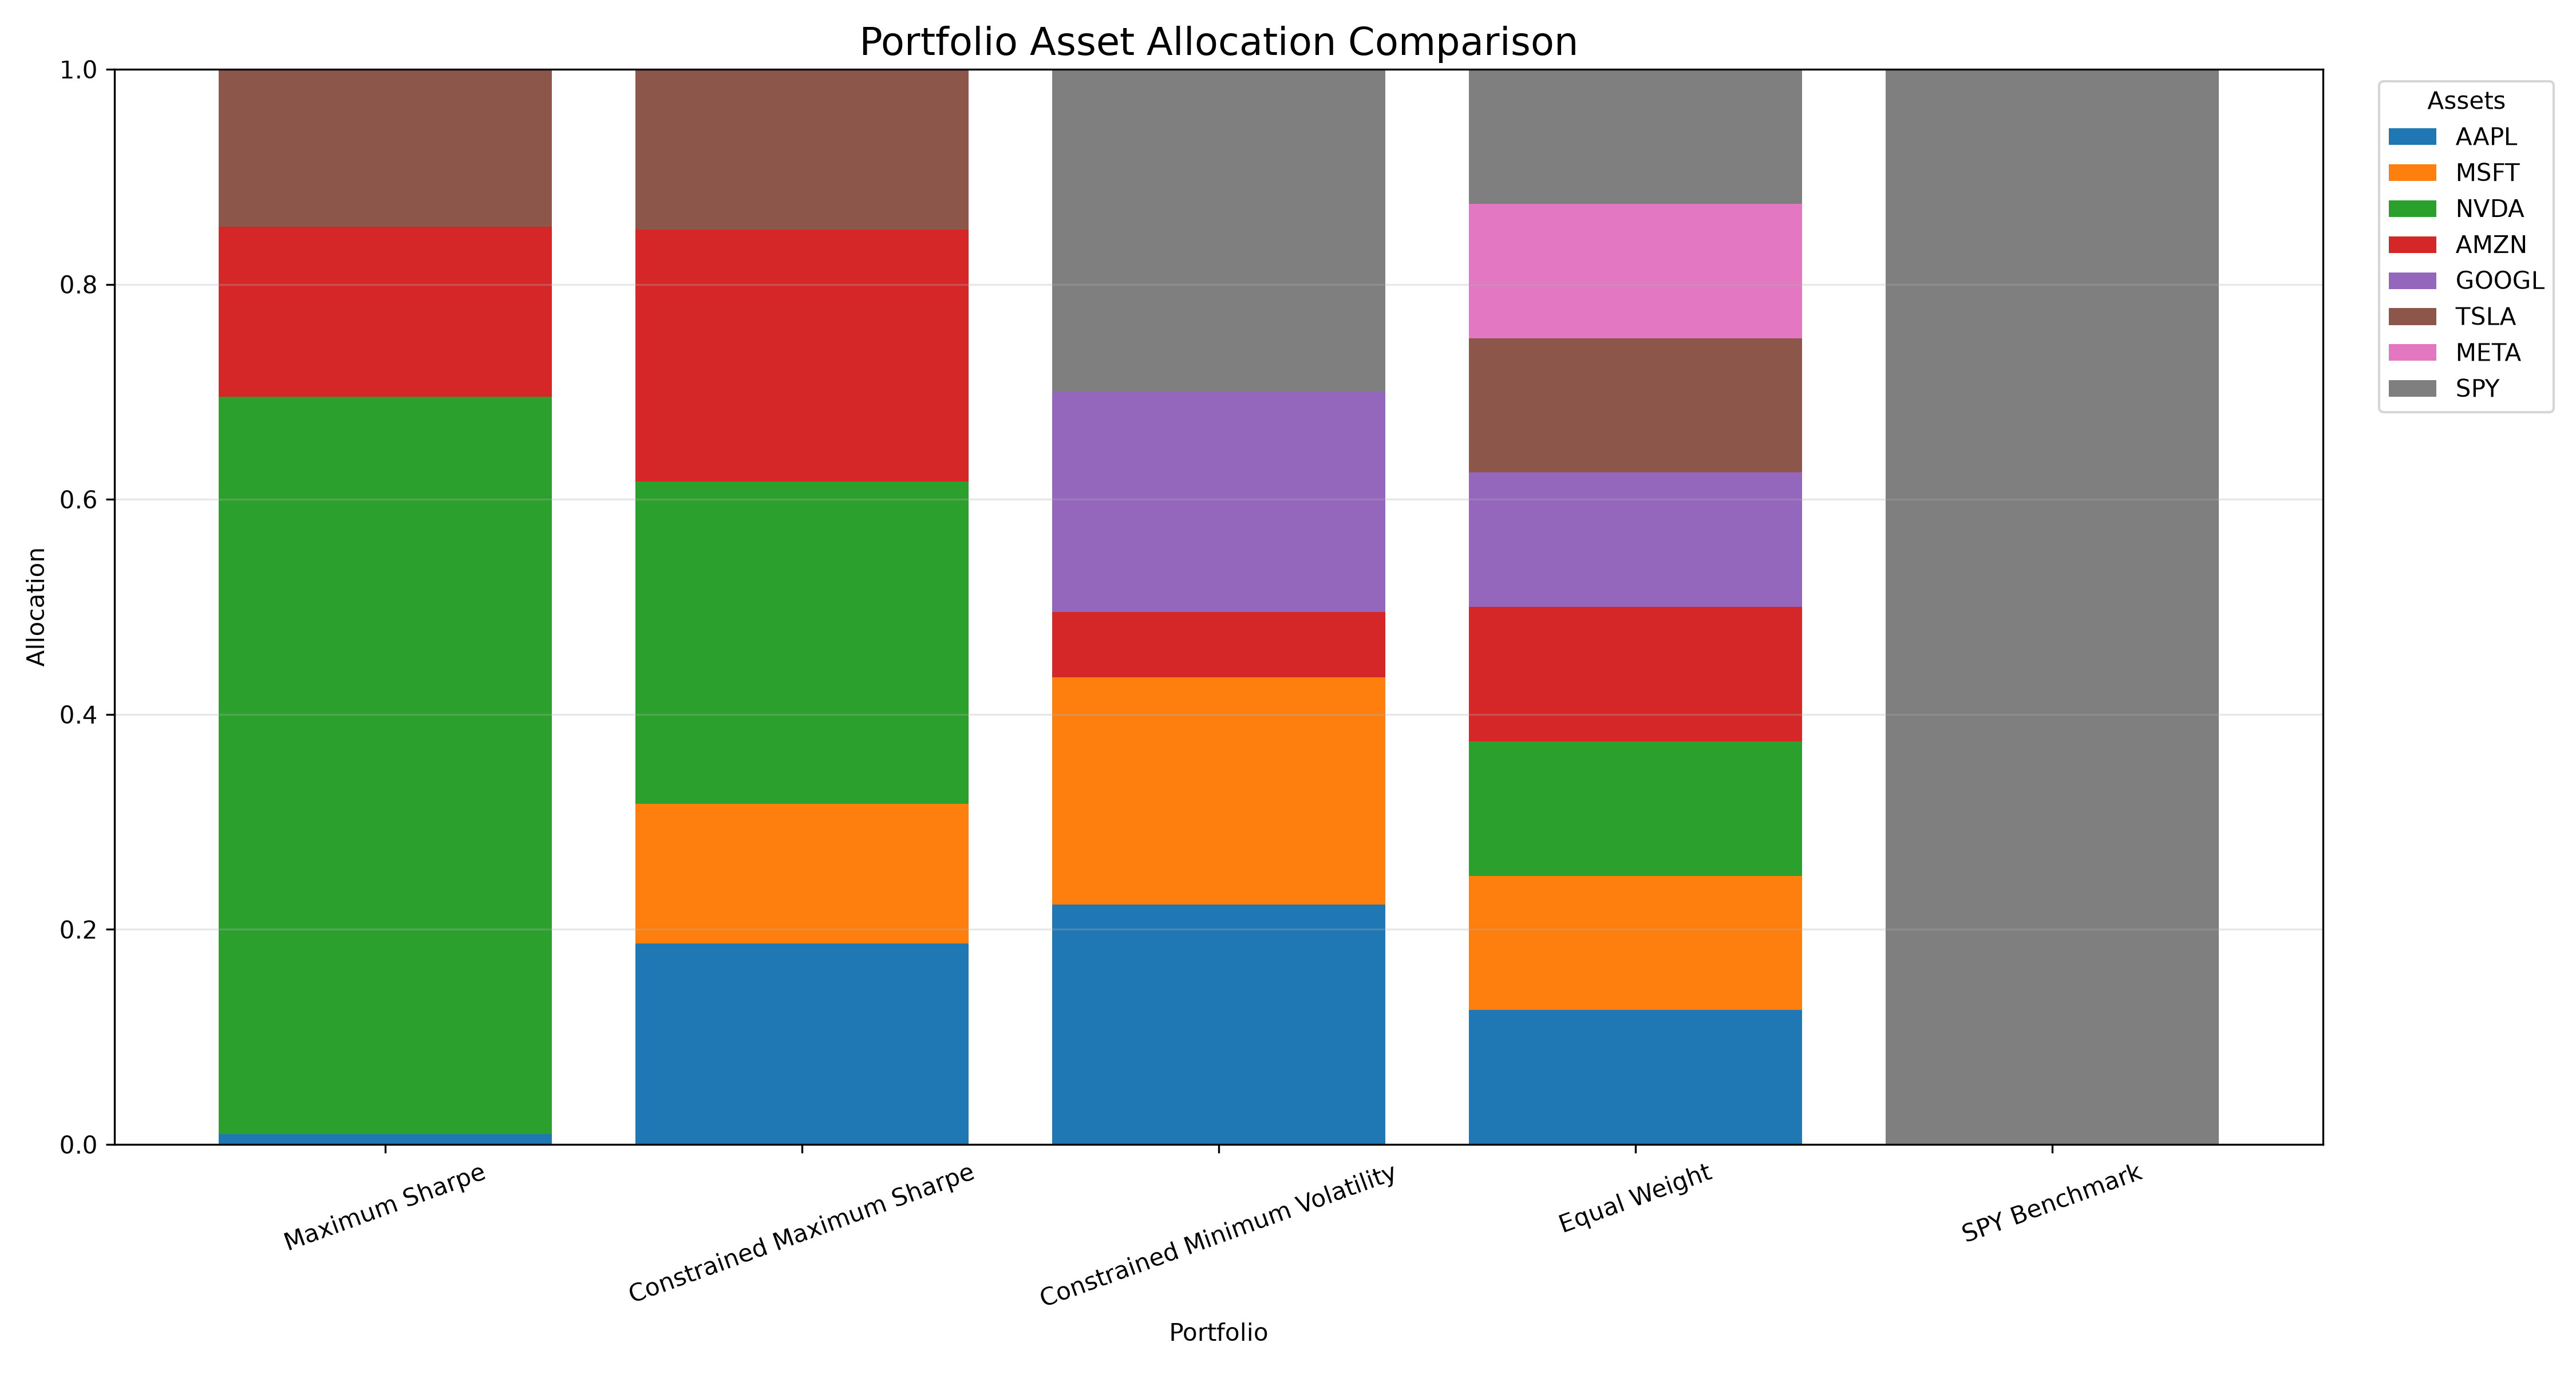 Portfolio Asset Allocation Comparison
1.0
0.8
0.6
0.4
0.2
0.0
Allocation
Maximum Sharpe
Constrained Maximum Sharpe
Constrained Minimum Volatility
Equal Weight
SPY Benchmark
Portfolio
Assets
AAPL
MSFT
NVDA
AMZN
GOOGL
TSLA
META
SPY